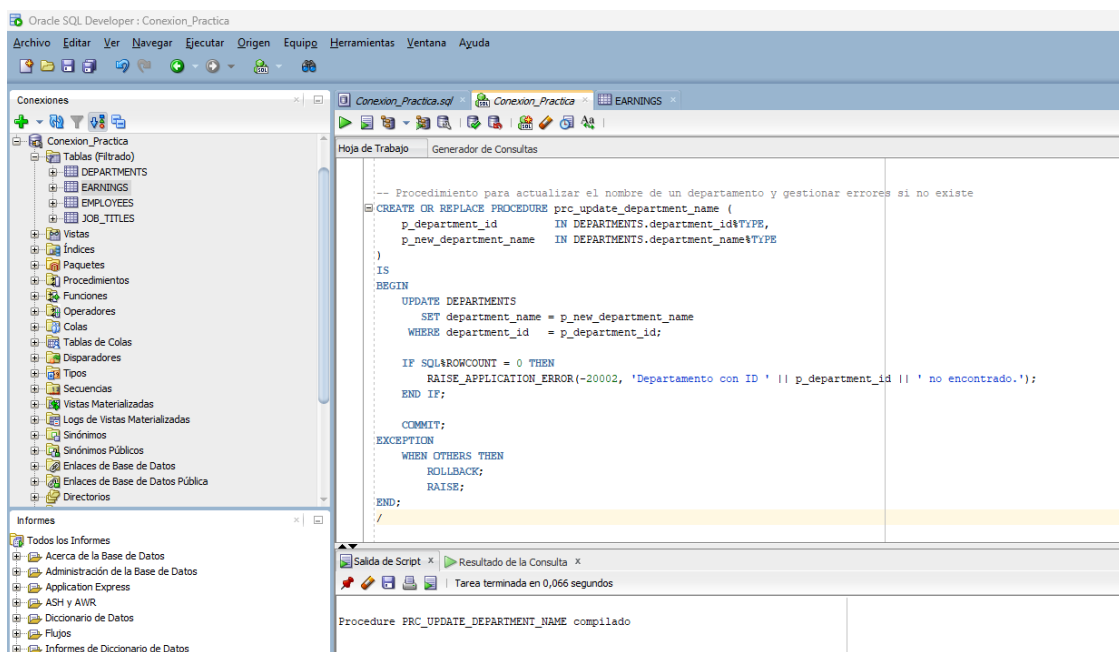 Oracle SQL Developer : Conexion_Practica
Archivo Editar Ver Navegar Ejecutar Origen Equipo Herramientas Ventana Ayuda
Conexiones
Conexion_Practica
Tablas (Filtrado)
DEPARTMENTS
EARNINGS
EMPLOYEES
JOB_TITLES
Vistas
Índices
Paquetes
Procedimientos
Funciones
Operadores
Colas
Tablas de Colas
Disparadores
Tipos
Secuencias
Vistas Materializadas
Logs de Vistas Materializadas
Sinónimos
Sinónimos Públicos
Enlaces de Base de Datos
Enlaces de Base de Datos Pública
Directorios
Informes
Todos los Informes
Acerca de la Base de Datos
Administración de la Base de Datos
Application Express
ASH y AWR
Diccionario de Datos
Flujos
Informes de Diccionario de Datos
Conexion_Practica.sql Conexion_Practica EARNINGS
Hoja de Trabajo Generador de Consultas
-- Procedimiento para actualizar el nombre de un departamento y gestionar errores si no existe
CREATE OR REPLACE PROCEDURE prc_update_department_name (
    p_department_id         IN DEPARTMENTS.department_id%TYPE,
    p_new_department_name   IN DEPARTMENTS.department_name%TYPE
)
IS
BEGIN
    UPDATE DEPARTMENTS
       SET department_name = p_new_department_name
     WHERE department_id   = p_department_id;
    IF SQL%ROWCOUNT = 0 THEN
        RAISE_APPLICATION_ERROR(-20002, 'Departamento con ID ' || p_department_id || ' no encontrado.');
    END IF;
    COMMIT;
EXCEPTION
    WHEN OTHERS THEN
        ROLLBACK;
        RAISE;
END;
/
Salida de Script x Resultado de la Consulta x
Tarea terminada en 0,066 segundos
Procedure PRC_UPDATE_DEPARTMENT_NAME compilado